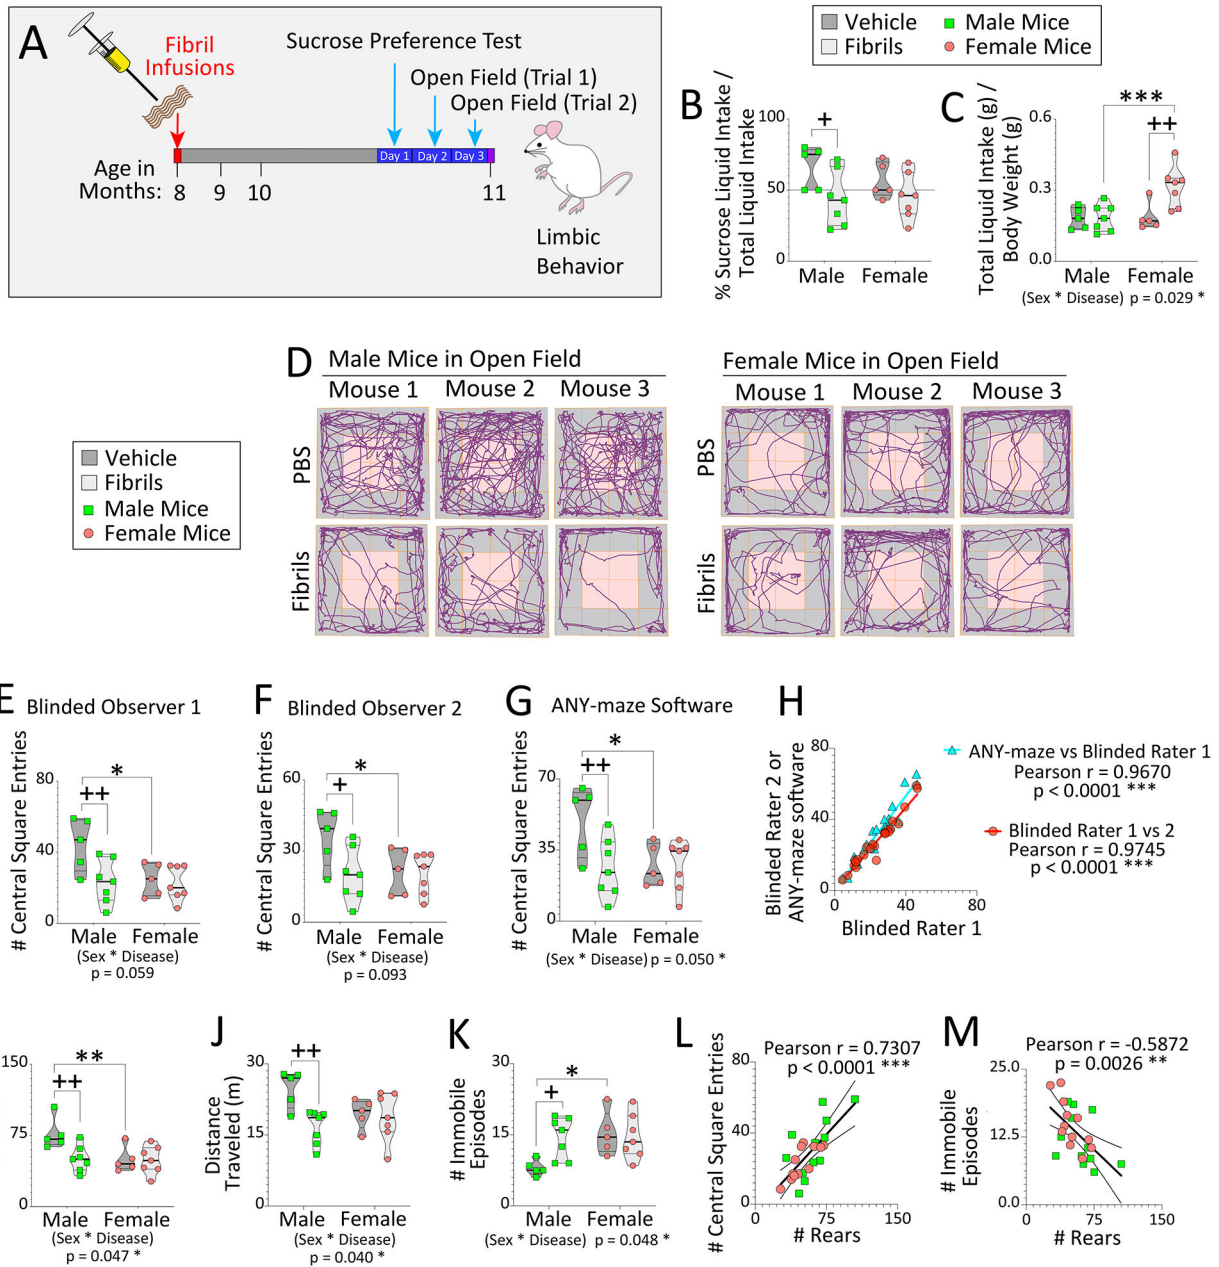 A
Fibril
Infusions
Sucrose Preference Test
Open Field (Trial 1)
Open Field (Trial 2)
Day 1 Day 2 Day 3
Age in
Months:
8 9 10 11
Limbic
Behavior
Vehicle Male Mice
Fibrils Female Mice
B
% Sucrose Liquid Intake /
Total Liquid Intake
100
50
0
+
Male Female
C
Total Liquid Intake (g) /
Body Weight (g)
0.6
0.3
0.0
***
++
Male Female
(Sex * Disease) p = 0.029 *
D
Male Mice in Open Field
Mouse 1 Mouse 2 Mouse 3
Female Mice in Open Field
Mouse 1 Mouse 2 Mouse 3
PBS
Fibrils
PBS
Fibrils
Vehicle
Fibrils
Male Mice
Female Mice
E Blinded Observer 1
# Central Square Entries
80
40
0
*
++
Male Female
(Sex * Disease)
p = 0.059
F Blinded Observer 2
# Central Square Entries
60
30
0
*
+
Male Female
(Sex * Disease)
p = 0.093
G ANY-maze Software
# Central Square Entries
70
35
0
*
++
Male Female
(Sex * Disease) p = 0.050 *
H
Blinded Rater 2 or
ANY-maze software
80
40
0
0 40 80
Blinded Rater 1
ANY-maze vs Blinded Rater 1
Pearson r = 0.9670
p < 0.0001 ***
Blinded Rater 1 vs 2
Pearson r = 0.9745
p < 0.0001 ***
150
75
0
**
++
Male Female
(Sex * Disease)
p = 0.047 *
J
Distance
Traveled (m)
30
15
0
++
Male Female
(Sex * Disease)
p = 0.040 *
K
# Immobile
Episodes
30
15
0
*
+
Male Female
(Sex * Disease) p = 0.048 *
L
Pearson r = 0.7307
p < 0.0001 ***
# Central Square Entries
80
40
0
0 75 150
# Rears
M
Pearson r = -0.5872
p = 0.0026 **
# Immobile
Episodes
25.0
12.5
0.0
0 75 150
# Rears